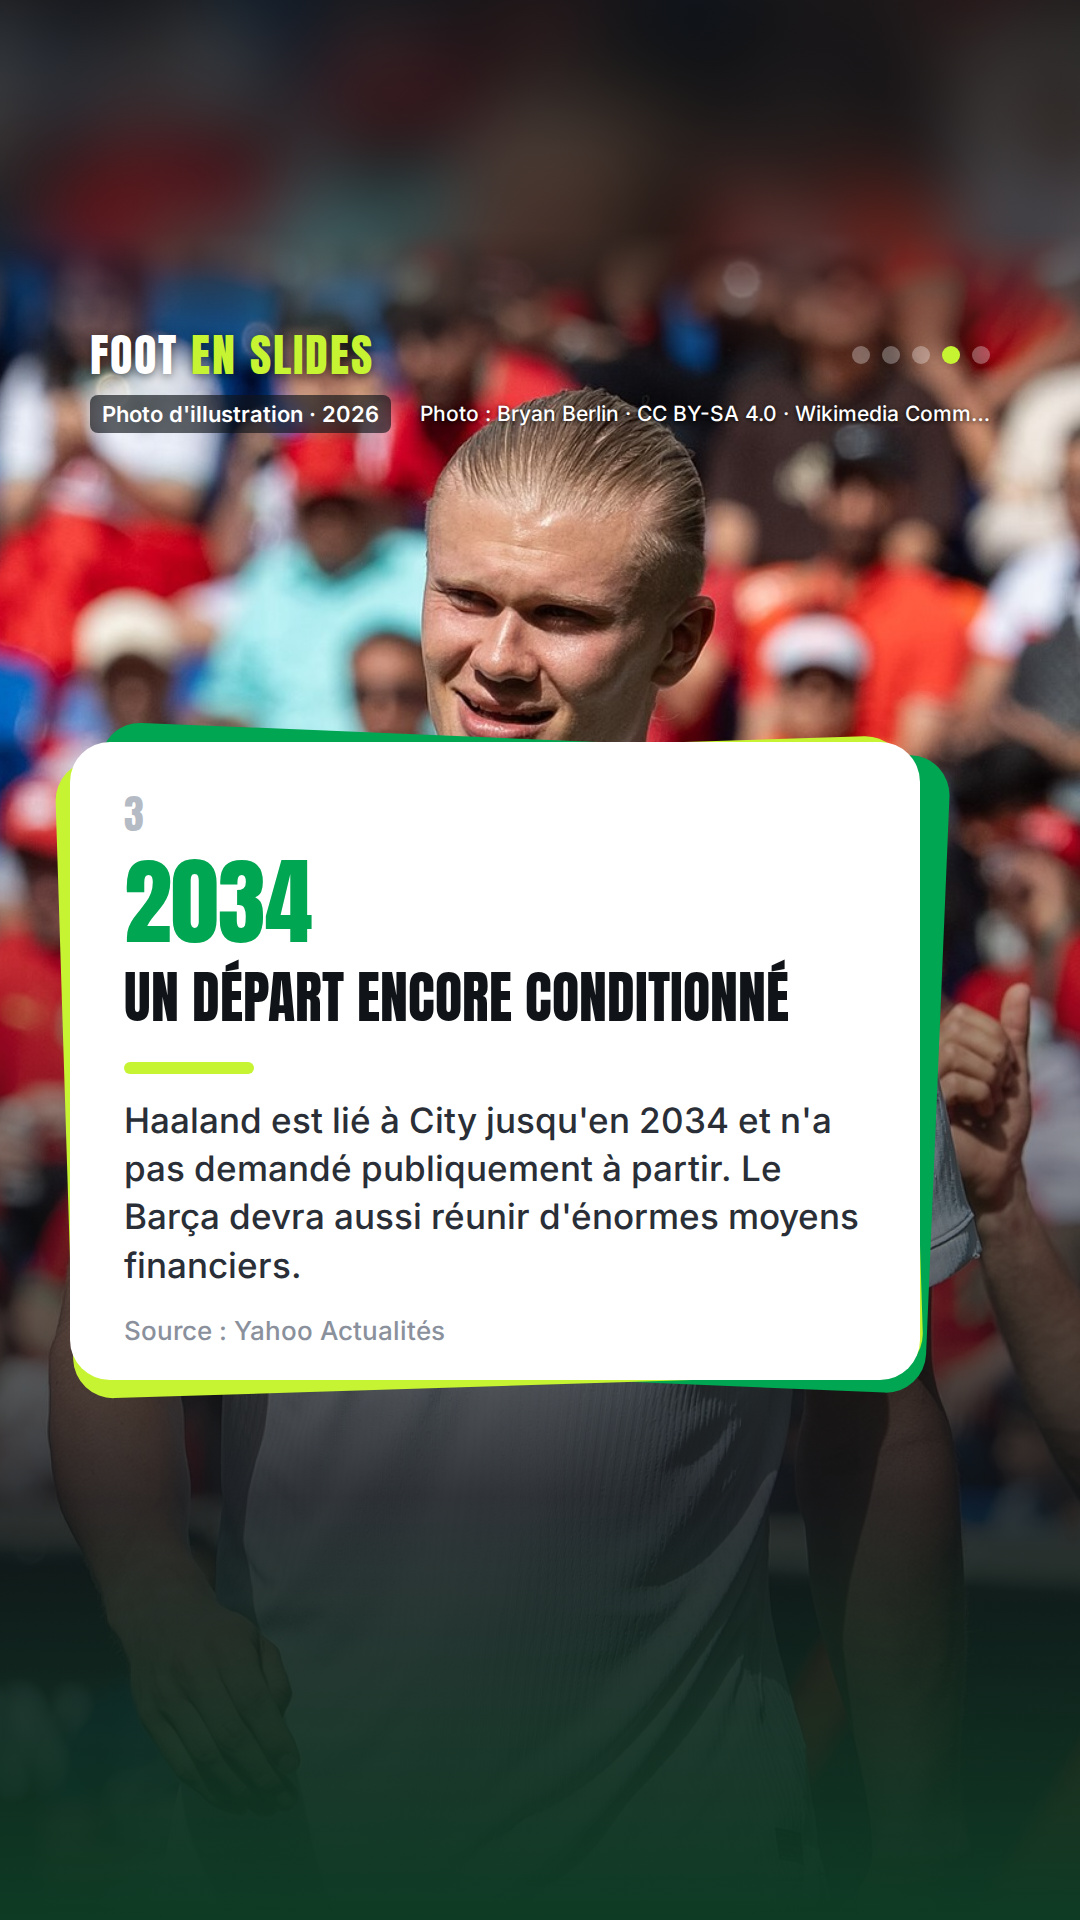 FOOT EN SLIDES
Photo d'illustration · 2026
Photo : Bryan Berlin · CC BY-SA 4.0 · Wikimedia Comm...
3
2034
UN DÉPART ENCORE CONDITIONNÉ
Haaland est lié à City jusqu'en 2034 et n'a
pas demandé publiquement à partir. Le
Barça devra aussi réunir d'énormes moyens
financiers.
Source : Yahoo Actualités